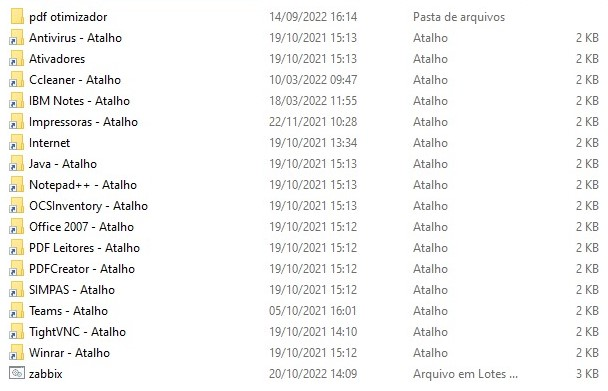 pdf otimizador 14/09/2022 16:14 Pasta de arquivos
Antivirus - Atalho 19/10/2021 15:13 Atalho 2 KB
Ativadores 19/10/2021 15:13 Atalho 2 KB
Ccleaner - Atalho 10/03/2022 09:47 Atalho 2 KB
IBM Notes - Atalho 18/03/2022 11:55 Atalho 2 KB
Impressoras - Atalho 22/11/2021 10:28 Atalho 2 KB
Internet 19/10/2021 13:34 Atalho 2 KB
Java - Atalho 19/10/2021 15:13 Atalho 2 KB
Notepad++ - Atalho 19/10/2021 15:13 Atalho 2 KB
OCSInventory - Atalho 19/10/2021 15:13 Atalho 2 KB
Office 2007 - Atalho 19/10/2021 15:12 Atalho 2 KB
PDF Leitores - Atalho 19/10/2021 15:12 Atalho 2 KB
PDFCreator - Atalho 19/10/2021 15:12 Atalho 2 KB
SIMPAS - Atalho 19/10/2021 15:12 Atalho 2 KB
Teams - Atalho 05/10/2021 16:01 Atalho 2 KB
TightVNC - Atalho 19/10/2021 14:10 Atalho 2 KB
Winrar - Atalho 19/10/2021 15:12 Atalho 2 KB
zabbix 20/10/2022 14:09 Arquivo em Lotes ... 3 KB